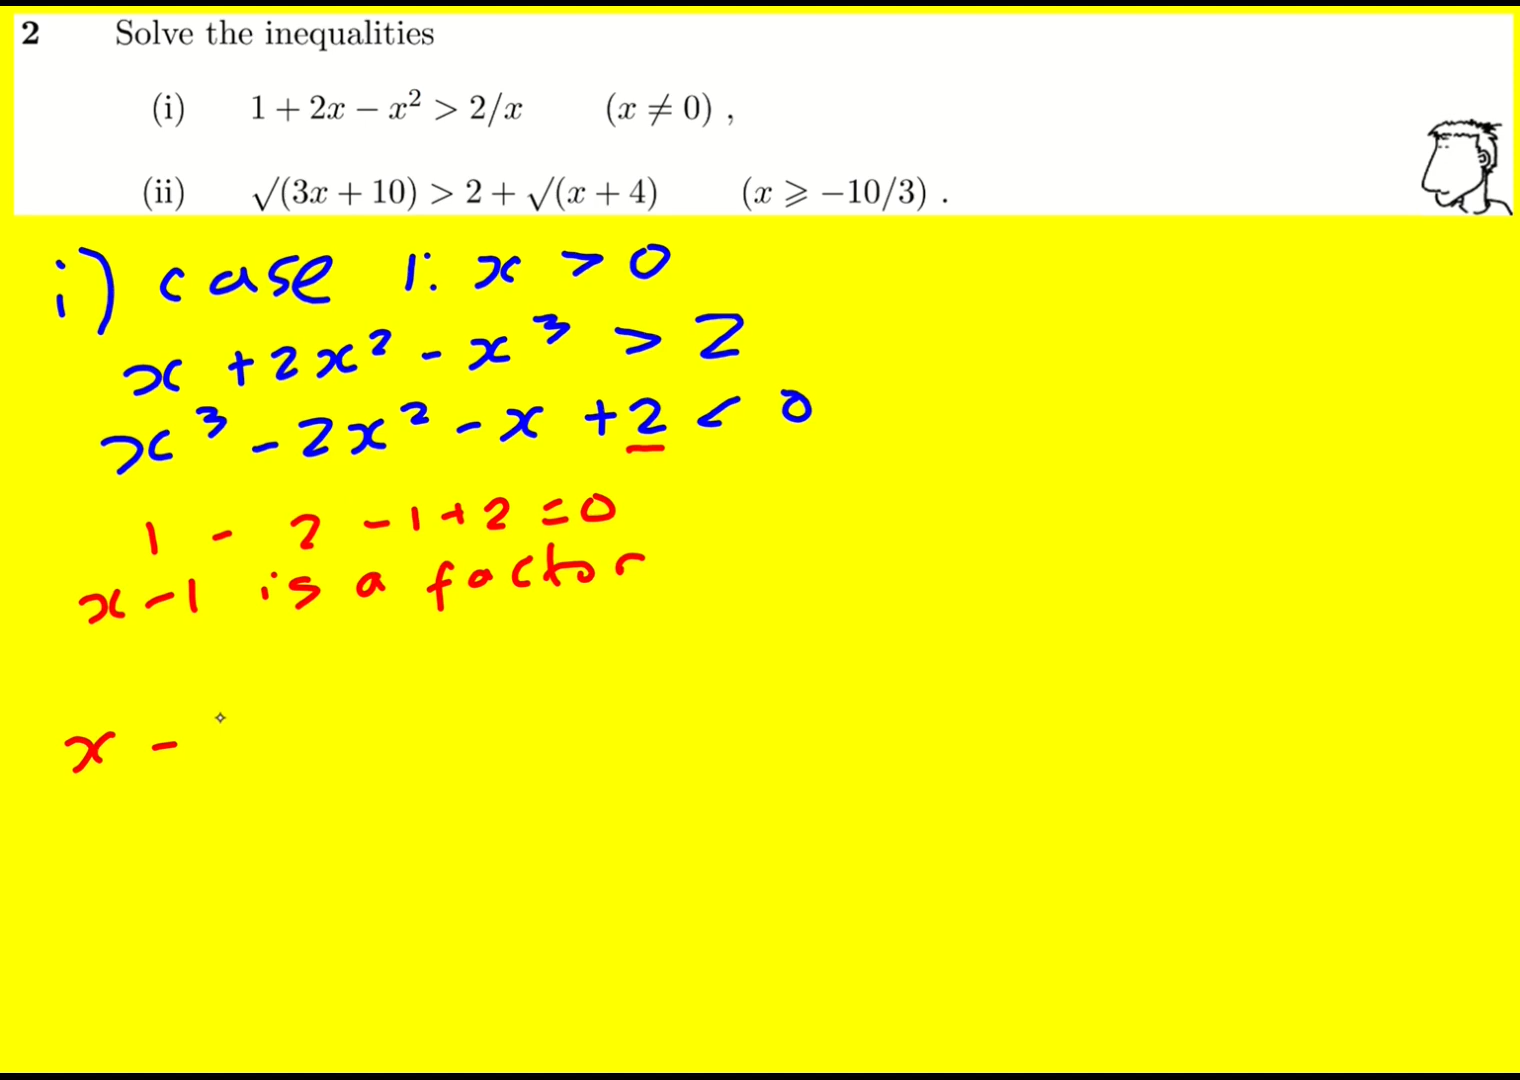 2 Solve the inequalities
(i) 1 + 2x − x² > 2/x (x ≠ 0) ,
(ii) √(3x + 10) > 2 + √(x + 4) (x ⩾ −10/3) .
i) case 1: x > 0
x + 2x² - x³ > 2
x³ - 2x² - x + 2 < 0
1 - 2 - 1 + 2 = 0
x - 1 is a factor
x -